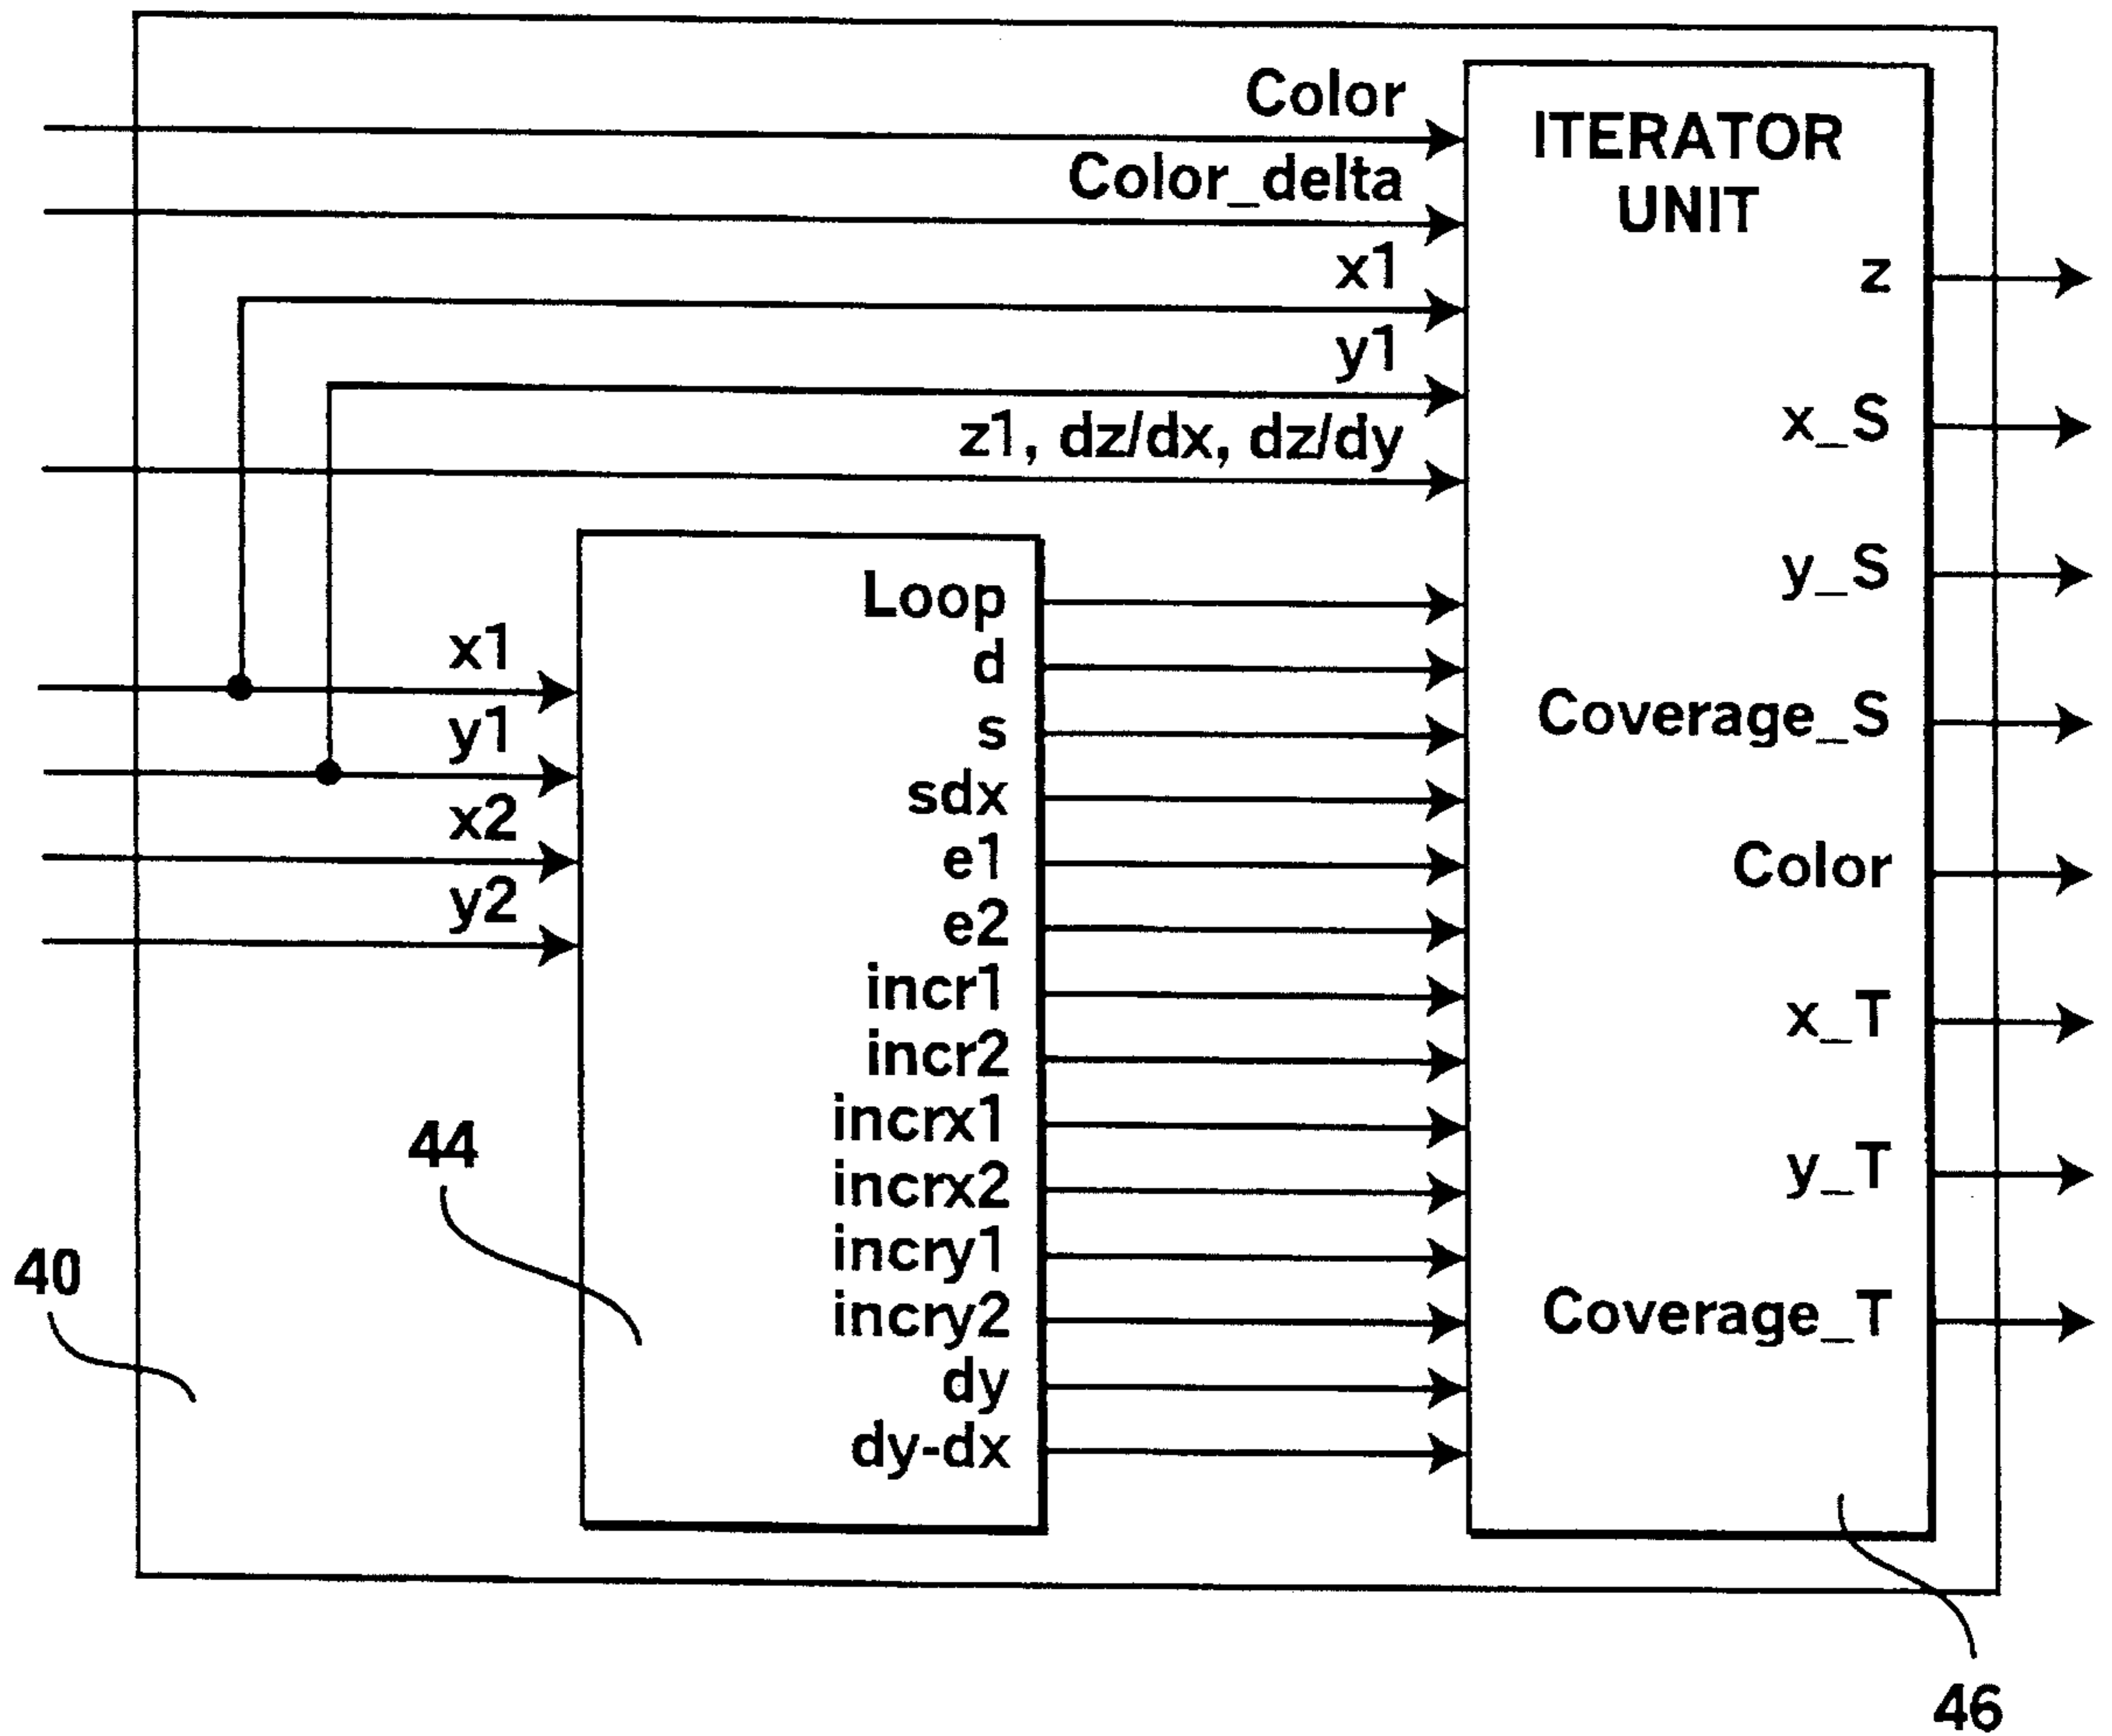 Color
Color_delta
x1
y1
z1, dz/dx, dz/dy
ITERATOR
UNIT
z
x_S
y_S
Coverage_S
Color
x_T
y_T
Coverage_T
x1
y1
x2
y2
Loop
d
s
sdx
e1
e2
incr1
incr2
incrx1
incrx2
incry1
incry2
dy
dy-dx
44
40
46